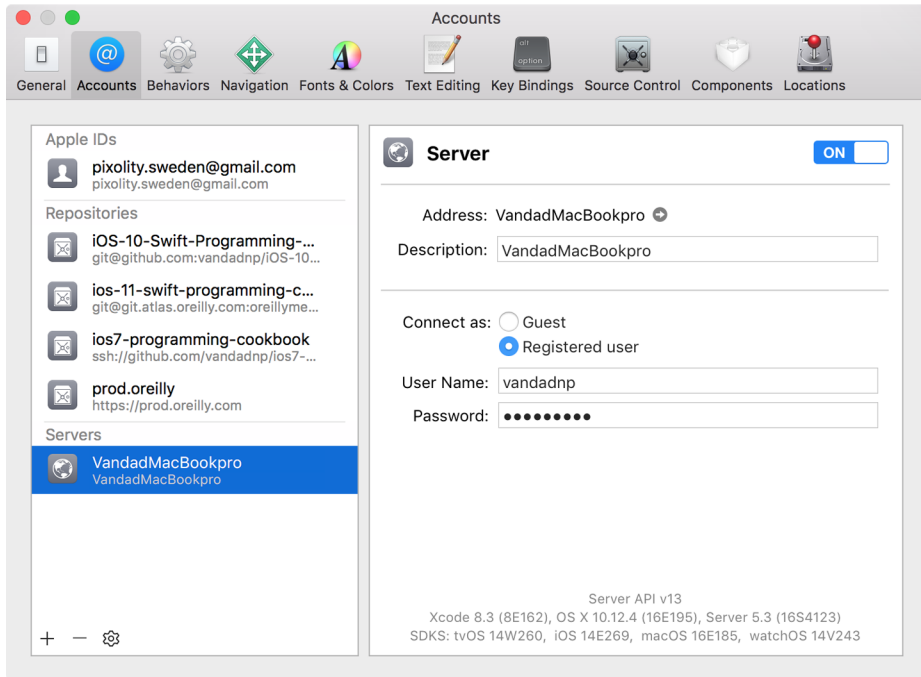 Accounts
General Accounts Behaviors Navigation Fonts & Colors Text Editing Key Bindings Source Control Components Locations
alt
option
Apple IDs
pixolity.sweden@gmail.com
pixolity.sweden@gmail.com
Repositories
iOS-10-Swift-Programming-...
git@github.com:vandadnp/iOS-10...
ios-11-swift-programming-c...
git@git.atlas.oreilly.com:oreillyme...
ios7-programming-cookbook
ssh://github.com/vandadnp/ios7-...
prod.oreilly
https://prod.oreilly.com
Servers
VandadMacBookpro
VandadMacBookpro
Server
ON
Address: VandadMacBookpro
Description: VandadMacBookpro
Connect as: Guest
Registered user
User Name: vandadnp
Password: •••••••••
Server API v13
Xcode 8.3 (8E162), OS X 10.12.4 (16E195), Server 5.3 (16S4123)
SDKS: tvOS 14W260, iOS 14E269, macOS 16E185, watchOS 14V243